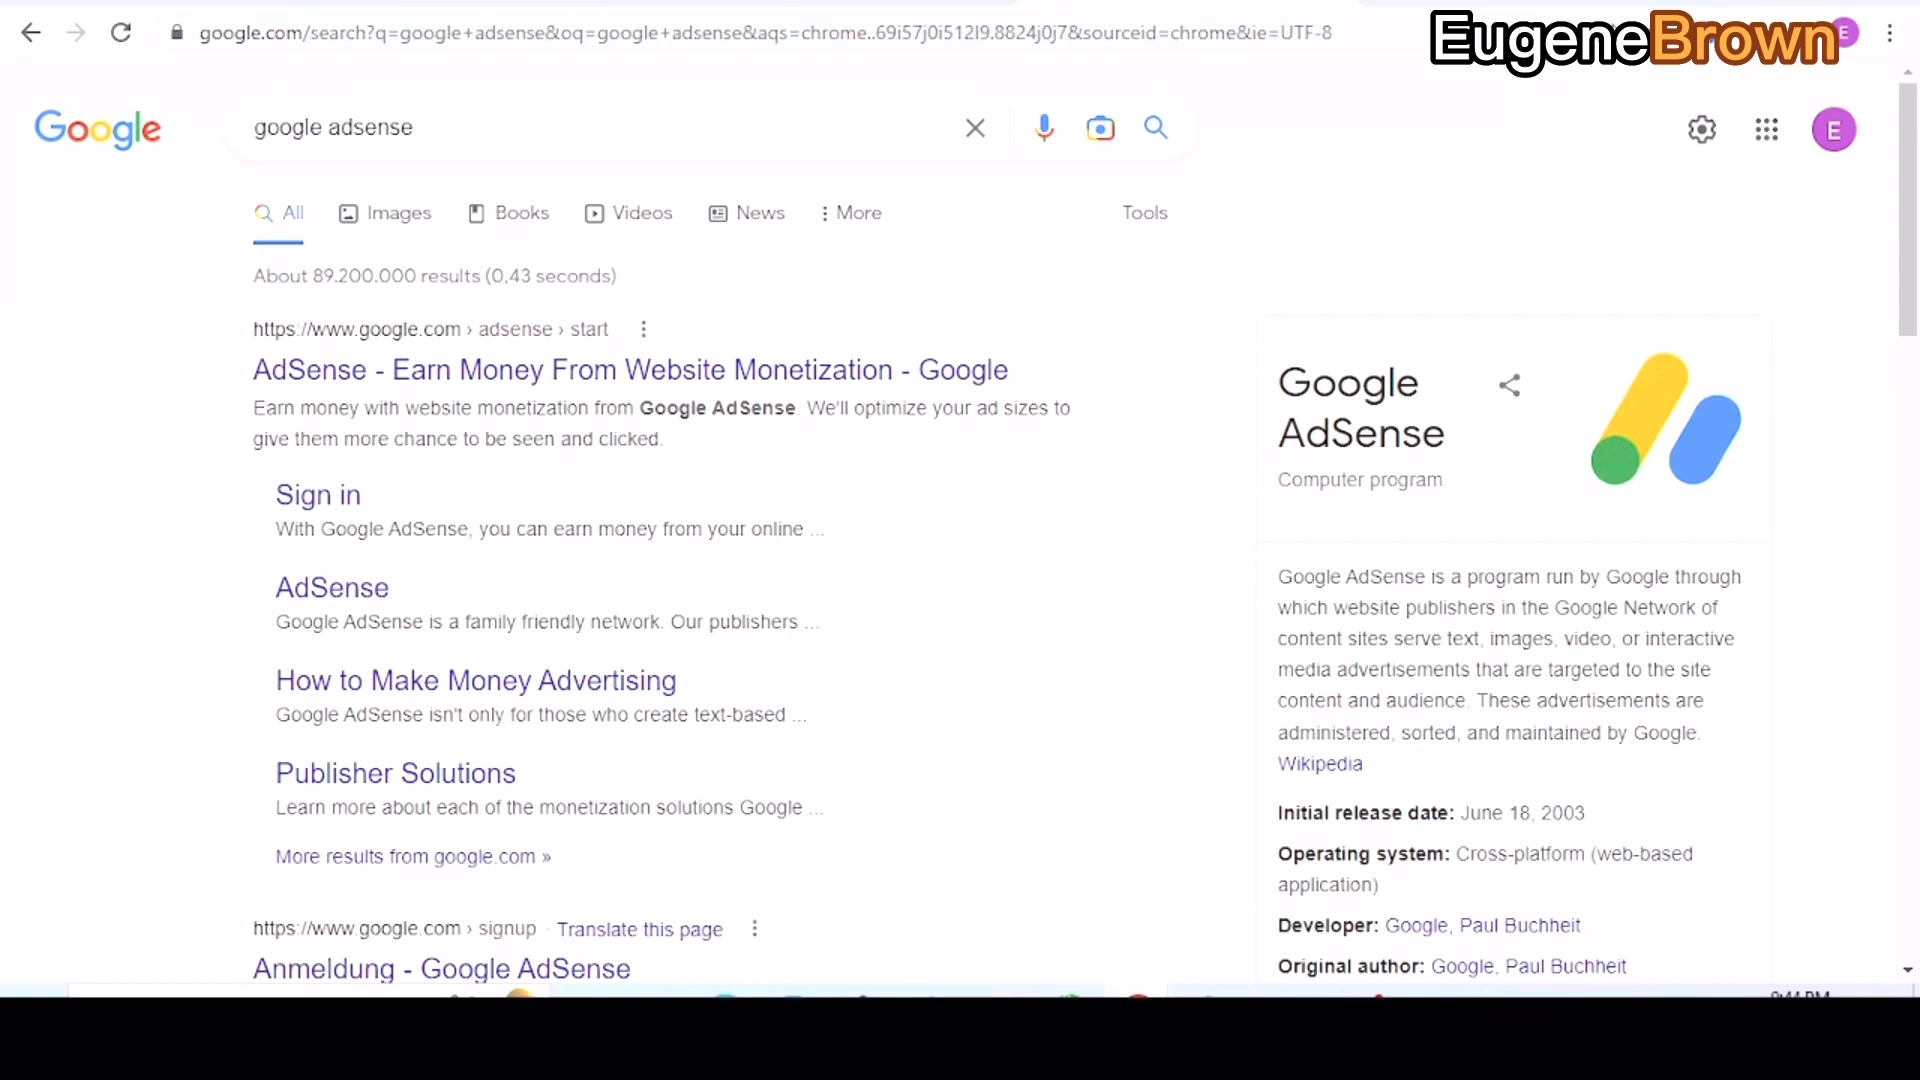 google.com/search?q=google+adsense&oq=google+adsense&aqs=chrome..69i57j0i512l9.8824j0j7&sourceid=chrome&ie=UTF-8
EugeneBrown
E
Google
google adsense
E
All
Images
Books
Videos
News
More
Tools
About 89.200.000 results (0,43 seconds)
https://www.google.com › adsense › start
AdSense - Earn Money From Website Monetization - Google
Earn money with website monetization from Google AdSense. We'll optimize your ad sizes to
give them more chance to be seen and clicked.
Sign in
With Google AdSense, you can earn money from your online ...
AdSense
Google AdSense is a family friendly network. Our publishers ...
How to Make Money Advertising
Google AdSense isn't only for those who create text-based ...
Publisher Solutions
Learn more about each of the monetization solutions Google ...
More results from google.com »
https://www.google.com › signup · Translate this page
Anmeldung - Google AdSense
Google
AdSense
Computer program
Google AdSense is a program run by Google through
which website publishers in the Google Network of
content sites serve text, images, video, or interactive
media advertisements that are targeted to the site
content and audience. These advertisements are
administered, sorted, and maintained by Google.
Wikipedia
Initial release date: June 18, 2003
Operating system: Cross-platform (web-based
application)
Developer: Google, Paul Buchheit
Original author: Google, Paul Buchheit